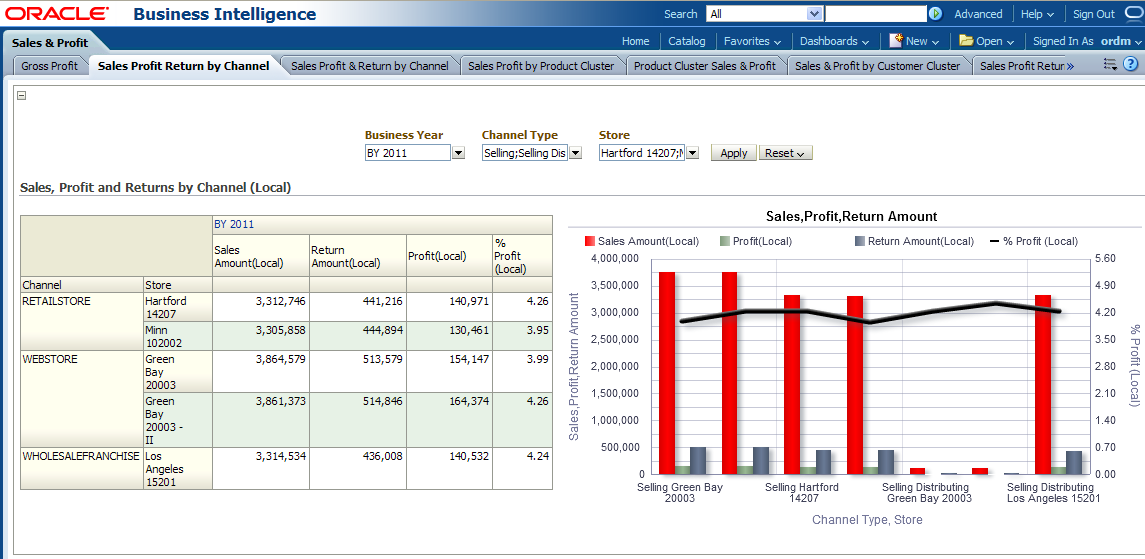 ORACLE Business Intelligence
Search All Advanced Help Sign Out
Sales & Profit
Home Catalog Favorites Dashboards New Open Signed In As ordm
Gross Profit Sales Profit Return by Channel Sales Profit & Return by Channel Sales Profit by Product Cluster Product Cluster Sales & Profit Sales & Profit by Customer Cluster Sales Profit Retur »
Business Year Channel Type Store
BY 2011 Selling;Selling Dis Hartford 14207; Apply Reset
Sales, Profit and Returns by Channel (Local)
BY 2011
Sales Amount(Local) Return Amount(Local) Profit(Local) % Profit (Local)
Channel Store
RETAILSTORE Hartford 14207 3,312,746 441,216 140,971 4.26
Minn 102002 3,305,858 444,894 130,461 3.95
WEBSTORE Green Bay 20003 3,864,579 513,579 154,147 3.99
Green Bay 20003 - II 3,861,373 514,846 164,374 4.26
WHOLESALEFRANCHISE Los Angeles 15201 3,314,534 436,008 140,532 4.24
Sales,Profit,Return Amount
Sales Amount(Local) Profit(Local) Return Amount(Local) % Profit (Local)
4,000,000 5.60
3,500,000 4.90
3,000,000 4.20
2,500,000 3.50
2,000,000 2.80
1,500,000 2.10
1,000,000 1.40
500,000 0.70
0 0.00
Sales,Profit,Return Amount
% Profit (Local)
Selling Green Bay 20003
Selling Hartford 14207
Selling Distributing Green Bay 20003
Selling Distributing Los Angeles 15201
Channel Type, Store